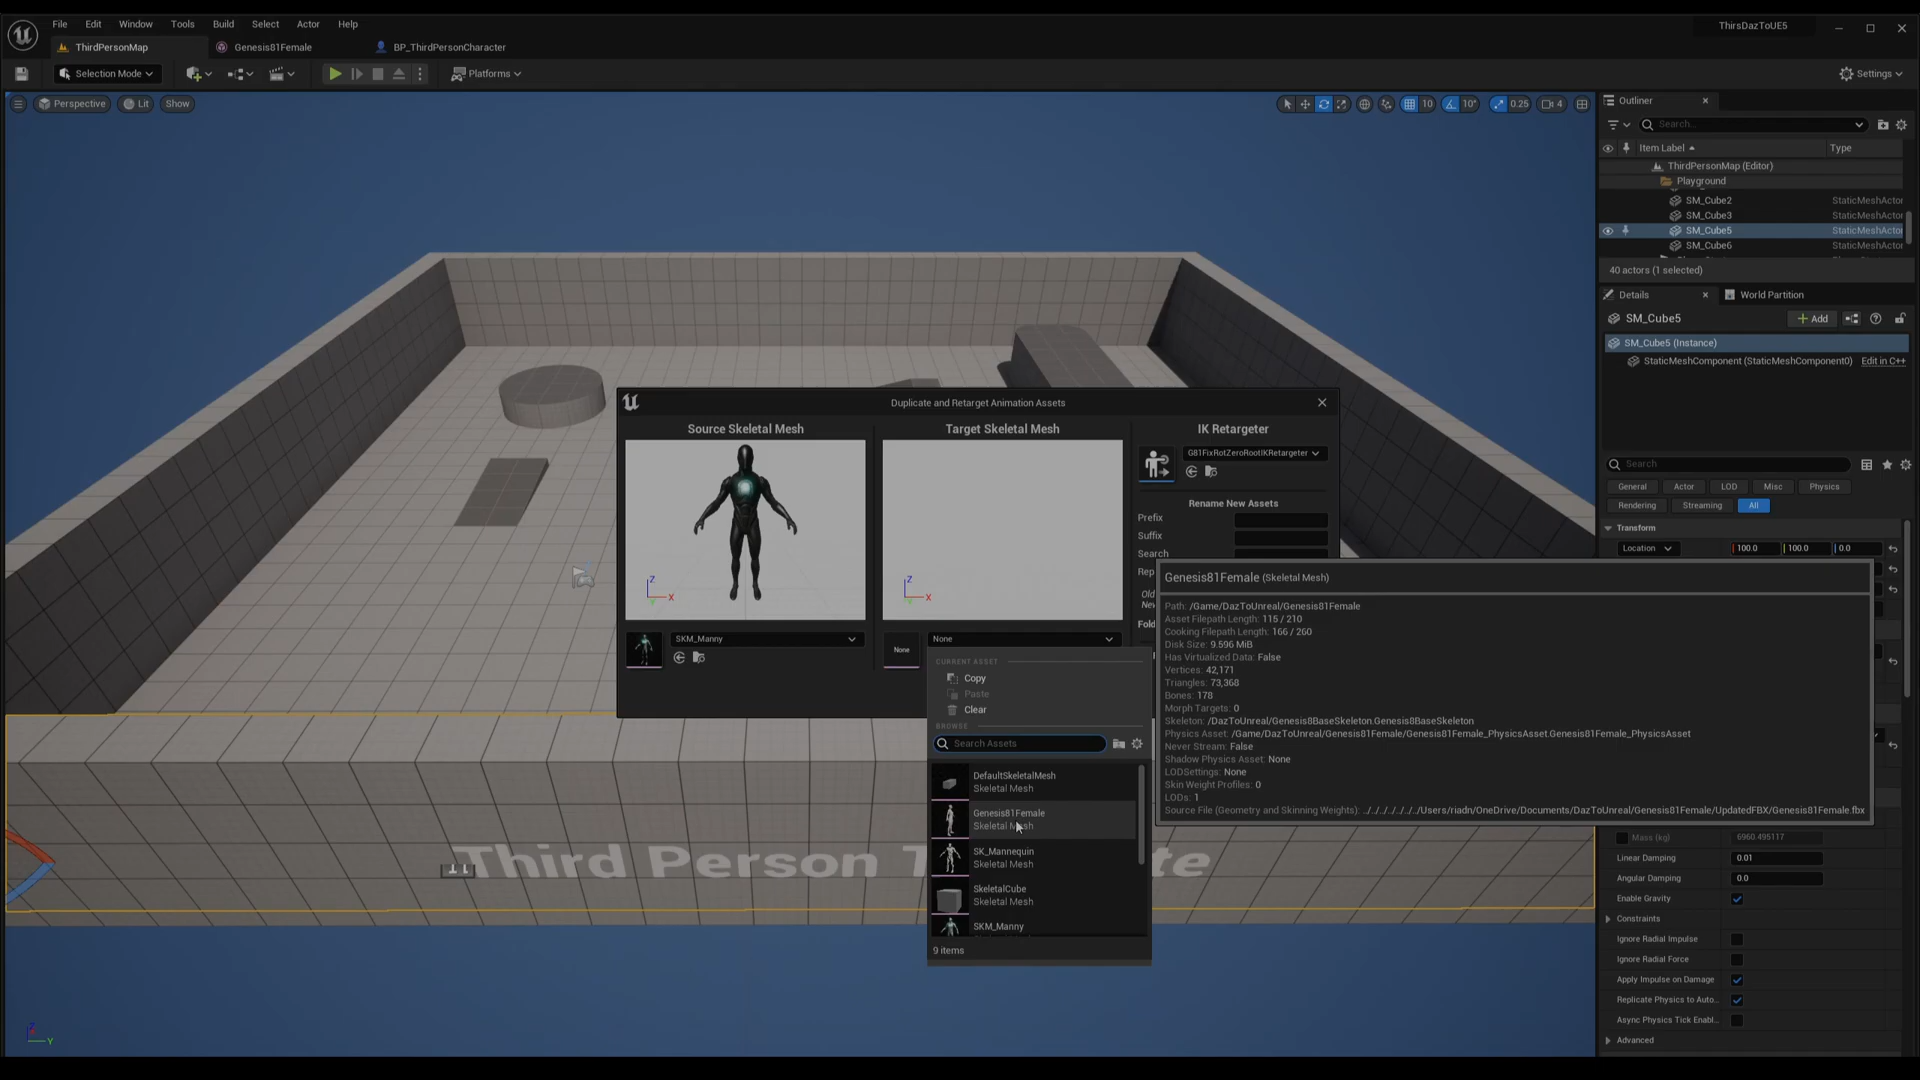 File Edit Window Tools Build Select Actor Help
ThirsDazToUE5
ThirdPersonMap
Genesis81Female
BP_ThirdPersonCharacter
Selection Mode
Platforms
Settings
Perspective
Lit
Show
10
10°
0.25
4
Outliner
Search...
Item Label
Type
ThirdPersonMap (Editor)
Playground
SM_Cube2 StaticMeshActor
SM_Cube3 StaticMeshActor
SM_Cube5 StaticMeshActor
SM_Cube6 StaticMeshActor
40 actors (1 selected)
Details
World Partition
SM_Cube5
Add
SM_Cube5 (Instance)
StaticMeshComponent (StaticMeshComponent0) Edit in C++
Search
General Actor LOD Misc Physics
Rendering Streaming All
Transform
Location 100.0 100.0 0.0
Duplicate and Retarget Animation Assets
Source Skeletal Mesh
Target Skeletal Mesh
IK Retargeter
G81FixRotZeroRootIKRetargeter
Rename New Assets
Prefix
Suffix
Search
Rep
Old
New
Fold
Z
X
Z
X
SKM_Manny
None
None
CURRENT ASSET
Copy
Paste
Clear
BROWSE
Search Assets
DefaultSkeletalMesh
Skeletal Mesh
Genesis81Female
Skeletal Mesh
SK_Mannequin
Skeletal Mesh
SkeletalCube
Skeletal Mesh
SKM_Manny
9 items
Genesis81Female (Skeletal Mesh)
Path: /Game/DazToUnreal/Genesis81Female
Asset Filepath Length: 115 / 210
Cooking Filepath Length: 166 / 260
Disk Size: 9.596 MiB
Has Virtualized Data: False
Vertices: 42,171
Triangles: 73,368
Bones: 178
Morph Targets: 0
Skeleton: /DazToUnreal/Genesis8BaseSkeleton.Genesis8BaseSkeleton
Physics Asset: /Game/DazToUnreal/Genesis81Female/Genesis81Female_PhysicsAsset.Genesis81Female_PhysicsAsset
Never Stream: False
Shadow Physics Asset: None
LODSettings: None
Skin Weight Profiles: 0
LODs: 1
Source File (Geometry and Skinning Weights): ../../../../../../../Users/riadn/OneDrive/Documents/DazToUnreal/Genesis81Female/UpdatedFBX/Genesis81Female.fbx
Mass (kg) 6960.495117
Linear Damping 0.01
Angular Damping 0.0
Enable Gravity
Constraints
Ignore Radial Impulse
Ignore Radial Force
Apply Impulse on Damage
Replicate Physics to Auto...
Async Physics Tick Enabl...
Advanced
Third Person T te
Z
Y